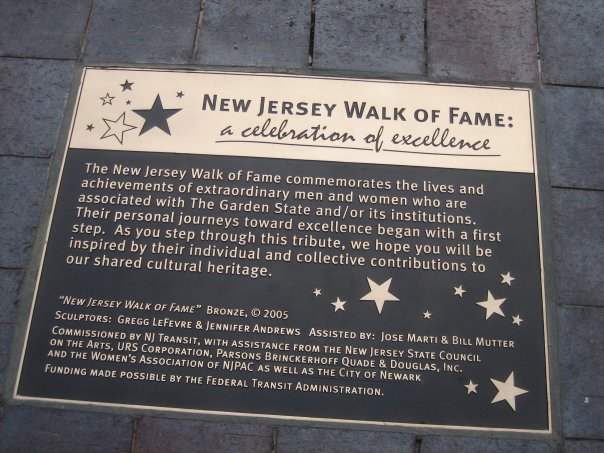 New Jersey Walk of Fame:
a celebration of excellence
The New Jersey Walk of Fame commemorates the lives and
achievements of extraordinary men and women who are
associated with The Garden State and/or its institutions.
Their personal journeys toward excellence began with a first
step. As you step through this tribute, we hope you will be
inspired by their individual and collective contributions to
our shared cultural heritage.
"New Jersey Walk of Fame" Bronze, © 2005
Sculptors: Gregg LeFevre & Jennifer Andrews Assisted by: Jose Marti & Bill Mutter
Commissioned by NJ Transit, with assistance from the New Jersey State Council
on the Arts, URS Corporation, Parsons Brinckerhoff Quade & Douglas, Inc.
and the Women's Association of NJPAC as well as the City of Newark
Funding made possible by the Federal Transit Administration.